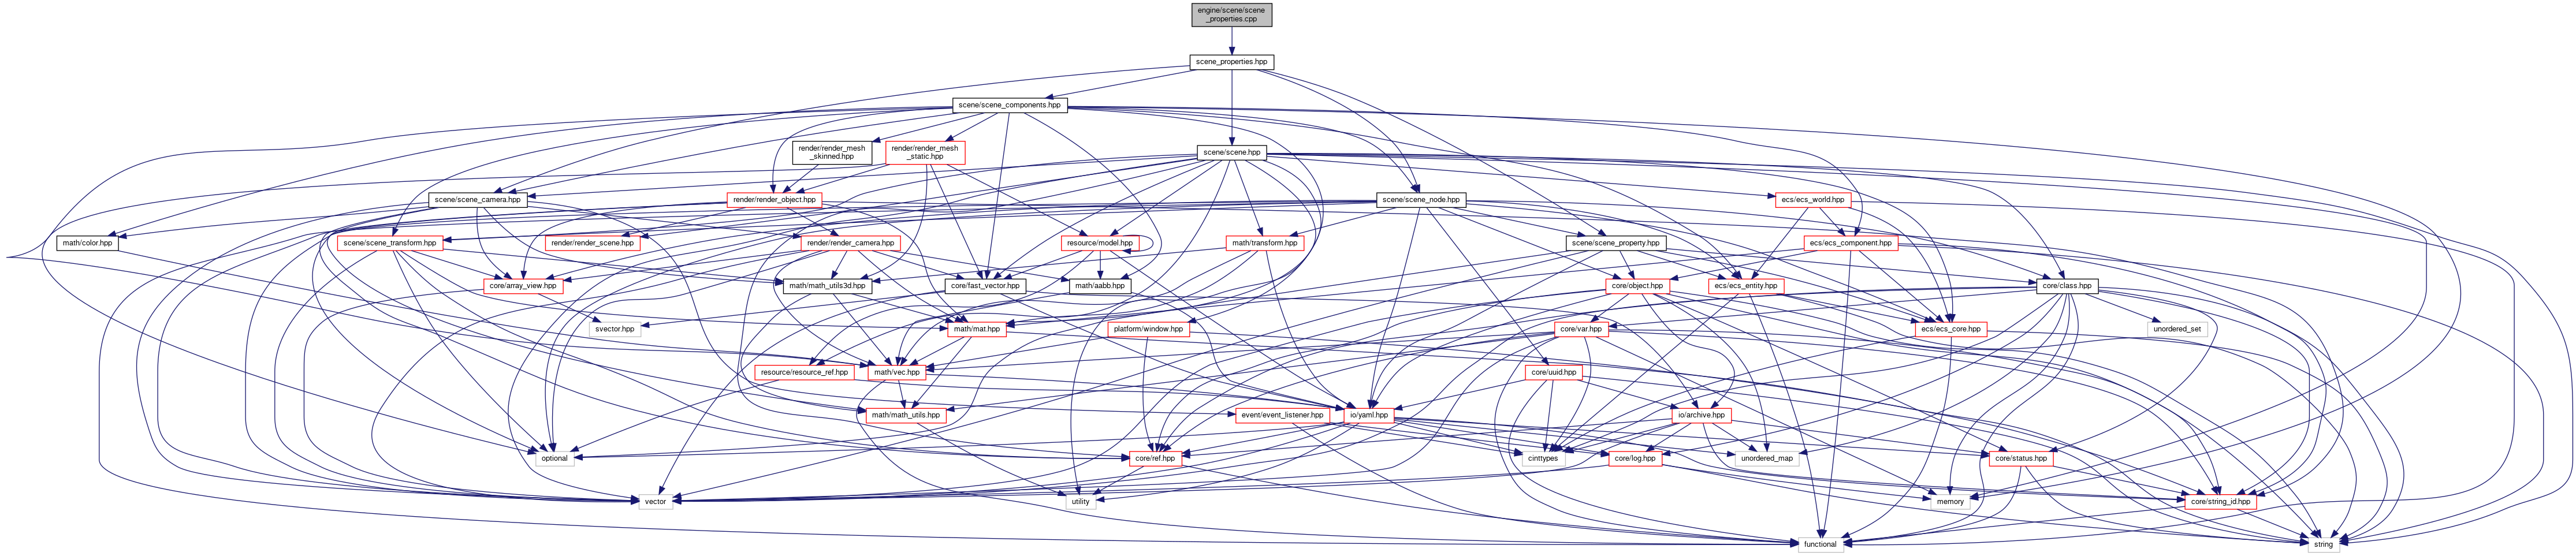 engine/scene/scene
_properties.cpp
scene_properties.hpp
scene/scene_components.hpp
render/render_mesh
_skinned.hpp
render/render_mesh
_static.hpp
scene/scene.hpp
scene/scene_camera.hpp
render/render_object.hpp
scene/scene_node.hpp
ecs/ecs_world.hpp
math/color.hpp
scene/scene_transform.hpp
render/render_scene.hpp
render/render_camera.hpp
resource/model.hpp
math/transform.hpp
scene/scene_property.hpp
ecs/ecs_component.hpp
core/array_view.hpp
math/math_utils3d.hpp
core/fast_vector.hpp
math/aabb.hpp
core/object.hpp
ecs/ecs_entity.hpp
core/class.hpp
svector.hpp
math/mat.hpp
platform/window.hpp
core/var.hpp
ecs/ecs_core.hpp
unordered_set
resource/resource_ref.hpp
math/vec.hpp
core/uuid.hpp
math/math_utils.hpp
event/event_listener.hpp
io/yaml.hpp
io/archive.hpp
optional
core/ref.hpp
cinttypes
core/log.hpp
unordered_map
core/status.hpp
vector
utility
memory
core/string_id.hpp
functional
string